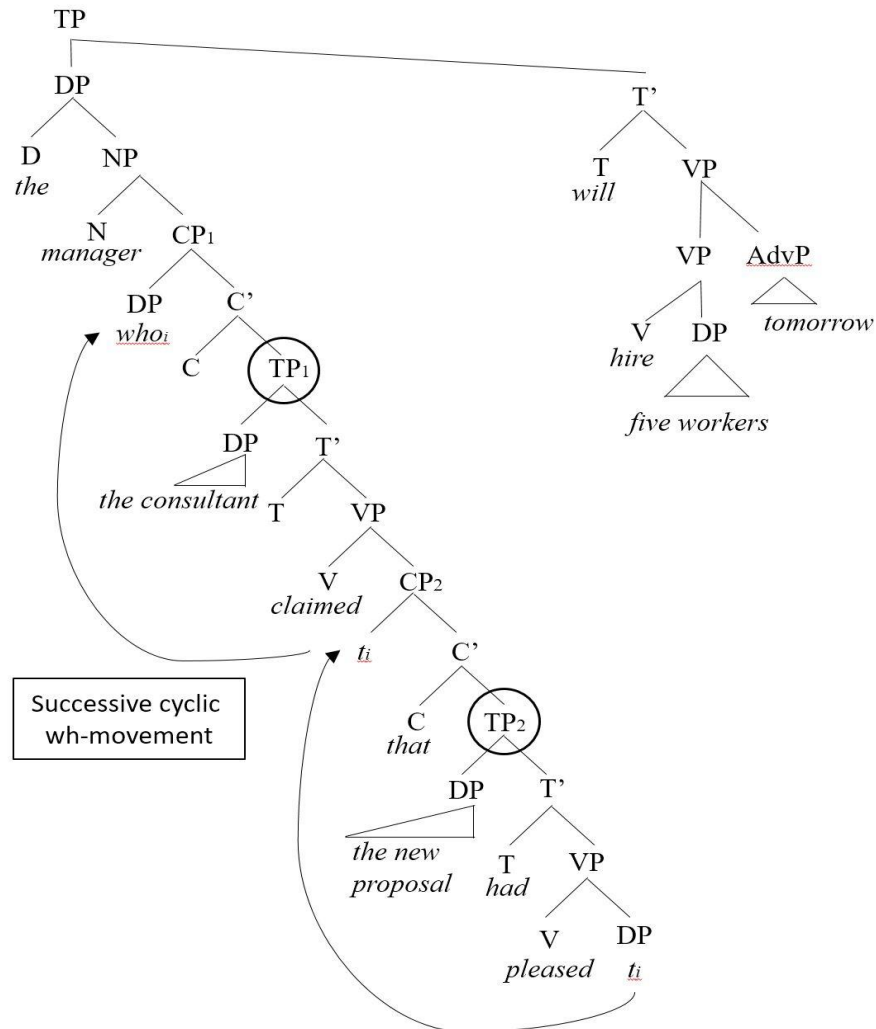 TP
DP T’
D NP T VP
the will
N CP1 VP AdvP
manager
DP C’ V DP tomorrow
whoi hire
C TP1 five workers
DP T’
the consultant T VP
V CP2
claimed
ti C’
Successive cyclic
wh-movement
C TP2
that
DP T’
the new T VP
proposal had
V DP
pleased ti